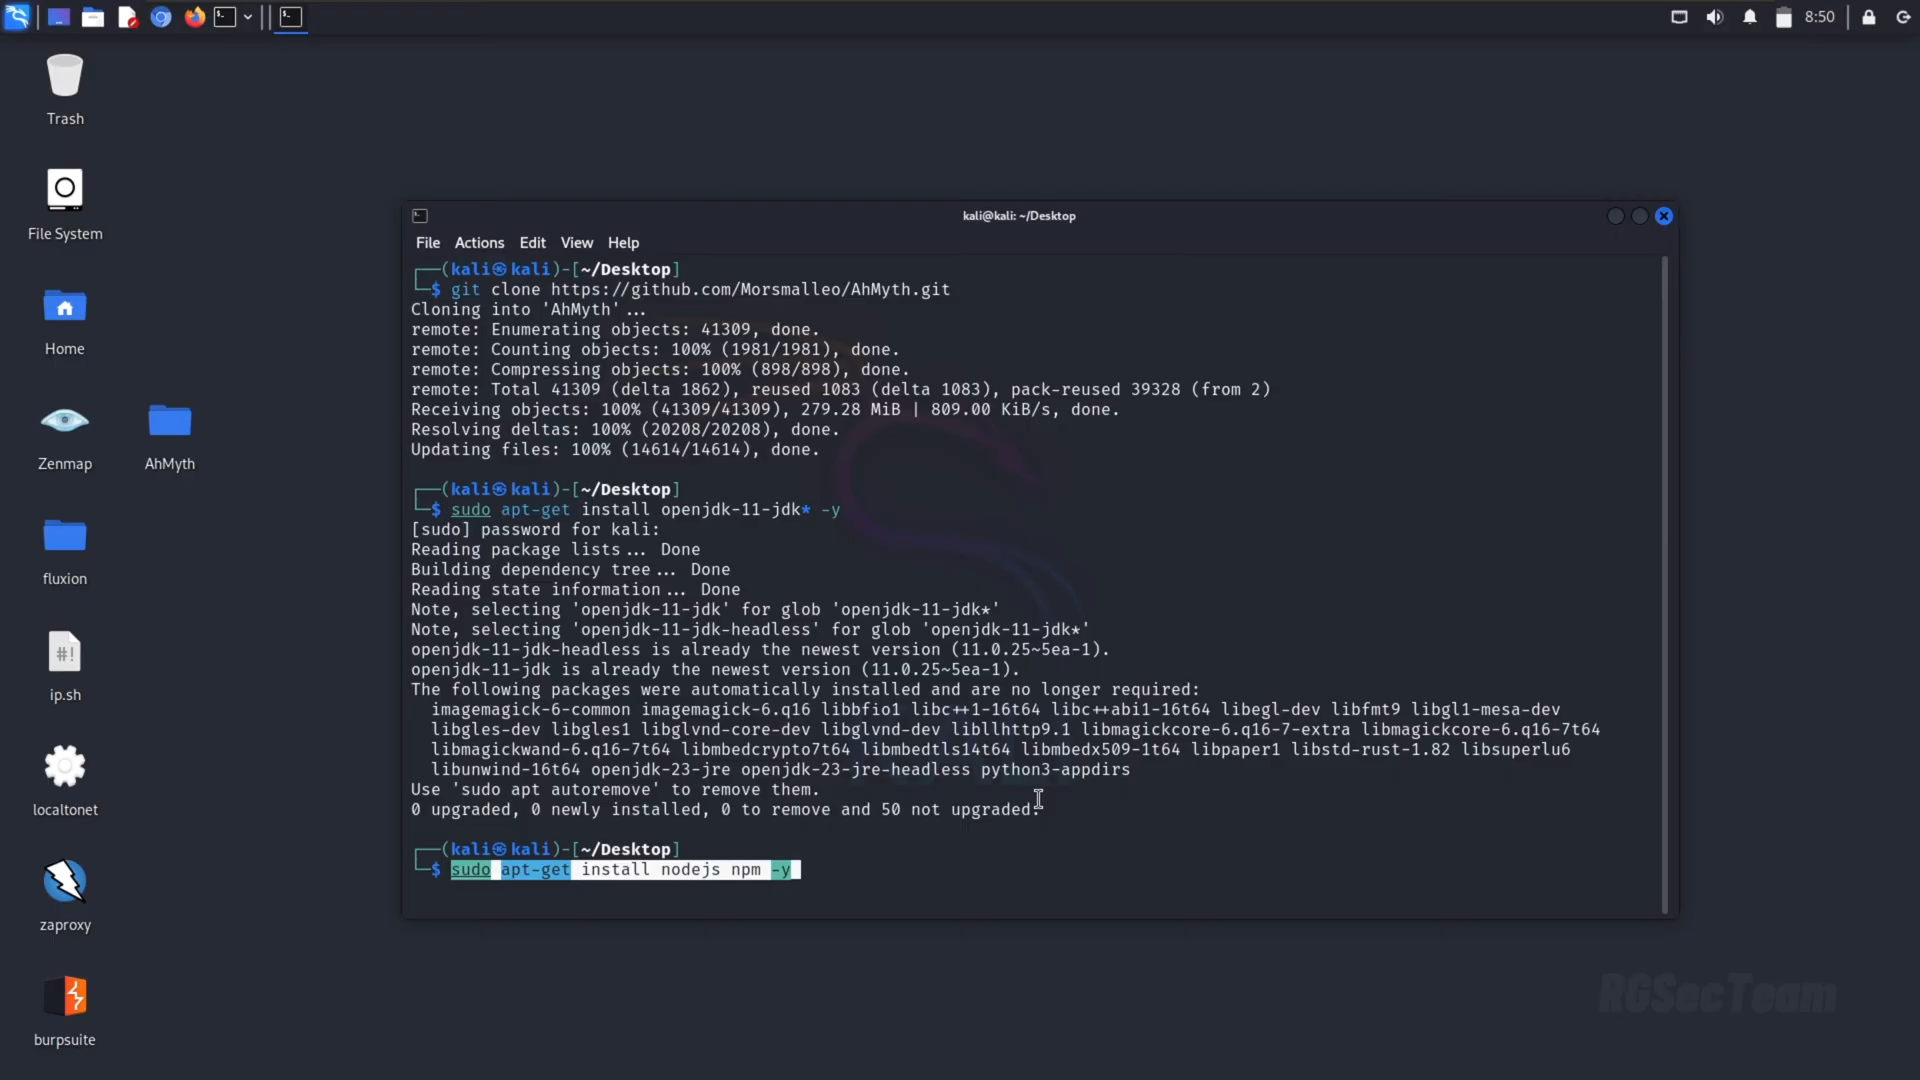 8:50
Trash
File System
Home
Zenmap
AhMyth
fluxion
#!
ip.sh
localtonet
zaproxy
burpsuite
kali@kali: ~/Desktop
File Actions Edit View Help
┌──(kali㉿kali)-[~/Desktop]
└─$ git clone https://github.com/Morsmalleo/AhMyth.git
Cloning into 'AhMyth'...
remote: Enumerating objects: 41309, done.
remote: Counting objects: 100% (1981/1981), done.
remote: Compressing objects: 100% (898/898), done.
remote: Total 41309 (delta 1862), reused 1083 (delta 1083), pack-reused 39328 (from 2)
Receiving objects: 100% (41309/41309), 279.28 MiB | 809.00 KiB/s, done.
Resolving deltas: 100% (20208/20208), done.
Updating files: 100% (14614/14614), done.
┌──(kali㉿kali)-[~/Desktop]
└─$ sudo apt-get install openjdk-11-jdk* -y
[sudo] password for kali:
Reading package lists... Done
Building dependency tree... Done
Reading state information... Done
Note, selecting 'openjdk-11-jdk' for glob 'openjdk-11-jdk*'
Note, selecting 'openjdk-11-jdk-headless' for glob 'openjdk-11-jdk*'
openjdk-11-jdk-headless is already the newest version (11.0.25~5ea-1).
openjdk-11-jdk is already the newest version (11.0.25~5ea-1).
The following packages were automatically installed and are no longer required:
imagemagick-6-common imagemagick-6.q16 libbfio1 libc++1-16t64 libc++abi1-16t64 libegl-dev libfmt9 libgl1-mesa-dev
libgles-dev libgles1 libglvnd-core-dev libglvnd-dev libllhttp9.1 libmagickcore-6.q16-7-extra libmagickcore-6.q16-7t64
libmagickwand-6.q16-7t64 libmbedcrypto7t64 libmbedtls14t64 libmbedx509-1t64 libpaper1 libstd-rust-1.82 libsuperlu6
libunwind-16t64 openjdk-23-jre openjdk-23-jre-headless python3-appdirs
Use 'sudo apt autoremove' to remove them.
0 upgraded, 0 newly installed, 0 to remove and 50 not upgraded.
┌──(kali㉿kali)-[~/Desktop]
└─$ sudo apt-get install nodejs npm -y
RGSecTeam